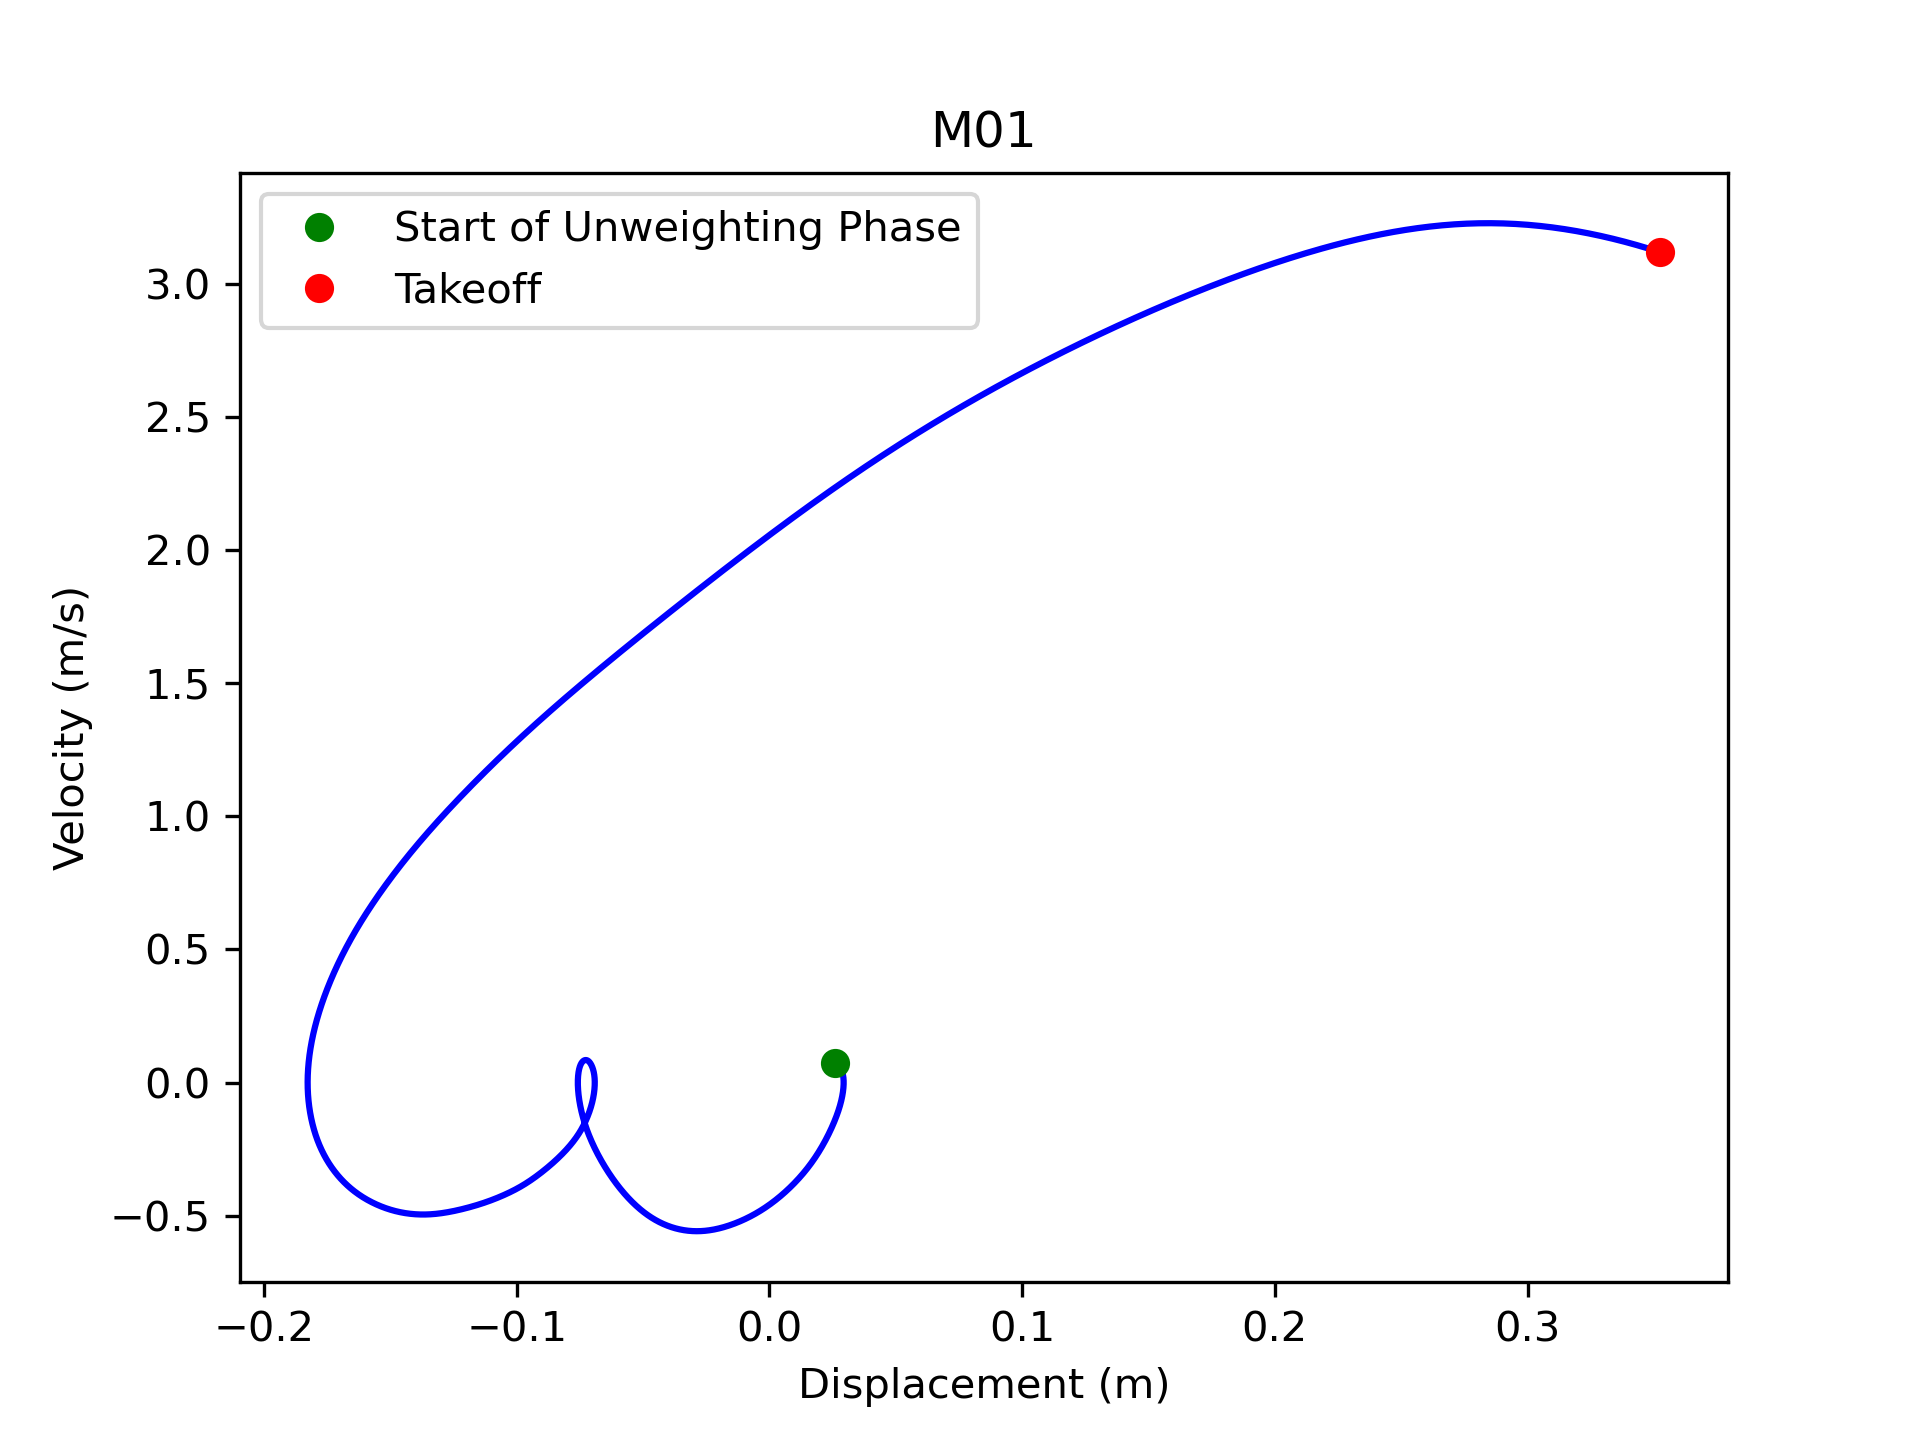 M01
Start of Unweighting Phase
Takeoff
3.0
2.5
2.0
1.5
1.0
0.5
0.0
−0.5
Velocity (m/s)
−0.2 −0.1 0.0 0.1 0.2 0.3
Displacement (m)